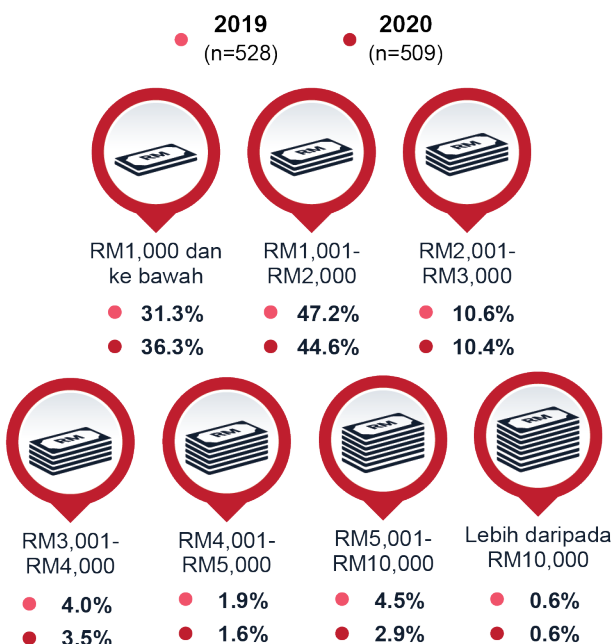 2019 2020
(n=528) (n=509)
RM RM RM
RM1,000 dan RM1,001- RM2,001-
ke bawah RM2,000 RM3,000
31.3% 47.2% 10.6%
36.3% 44.6% 10.4%
RM RM RM RM
RM3,001- RM4,001- RM5,001- Lebih daripada
RM4,000 RM5,000 RM10,000 RM10,000
4.0% 1.9% 4.5% 0.6%
3.5% 1.6% 2.9% 0.6%